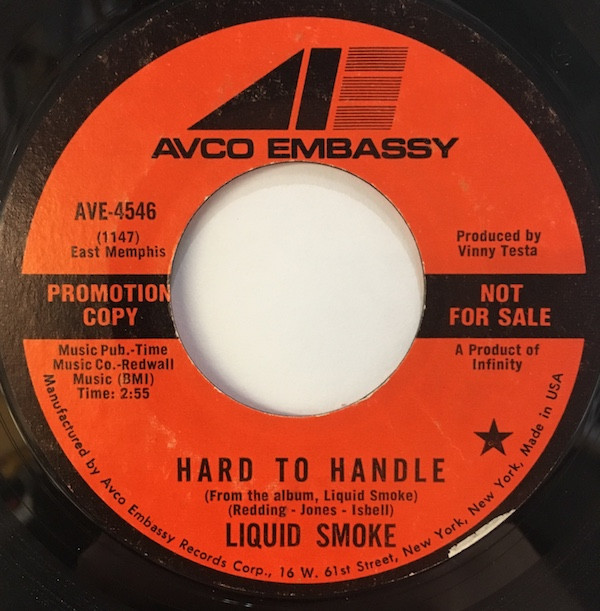 AVCO EMBASSY
AVE-4546
(1147)
East Memphis
Produced by
Vinny Testa
PROMOTION
COPY
NOT
FOR SALE
Music Pub.-Time
Music Co.-Redwall
Music (BMI)
Time: 2:55
A Product of
Infinity
HARD TO HANDLE
(From the album, Liquid Smoke)
(Redding - Jones - Isbell)
LIQUID SMOKE
Manufactured by Avco Embassy Records Corp., 16 W. 61st Street, New York, New York, Made in USA